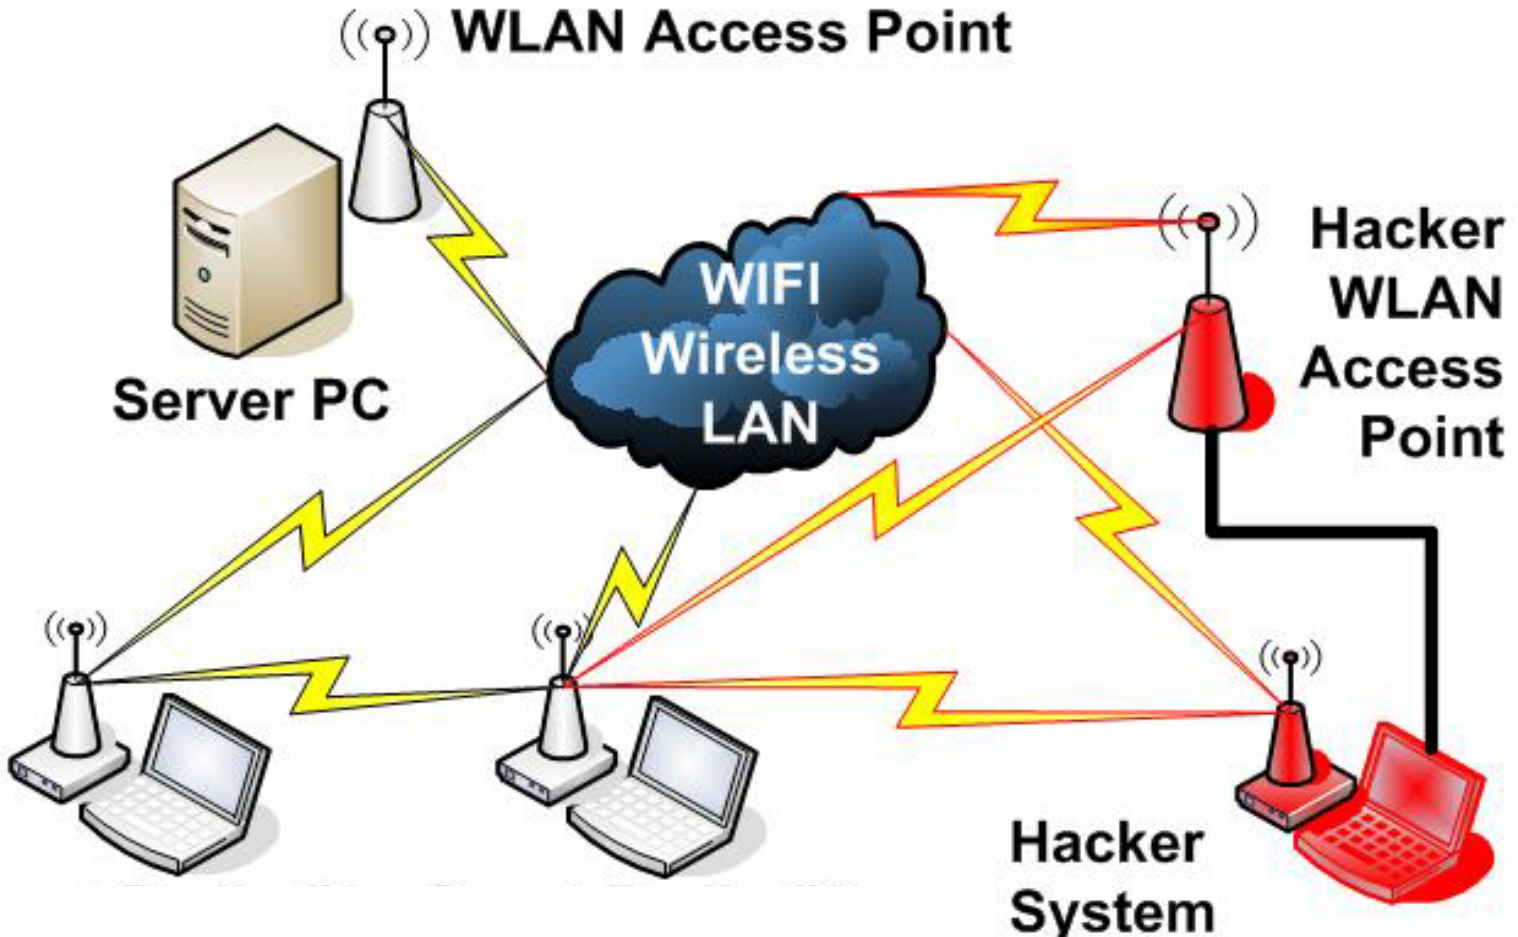 WLAN Access Point
Server PC
WIFI
Wireless
LAN
Hacker
WLAN
Access
Point
Hacker
System